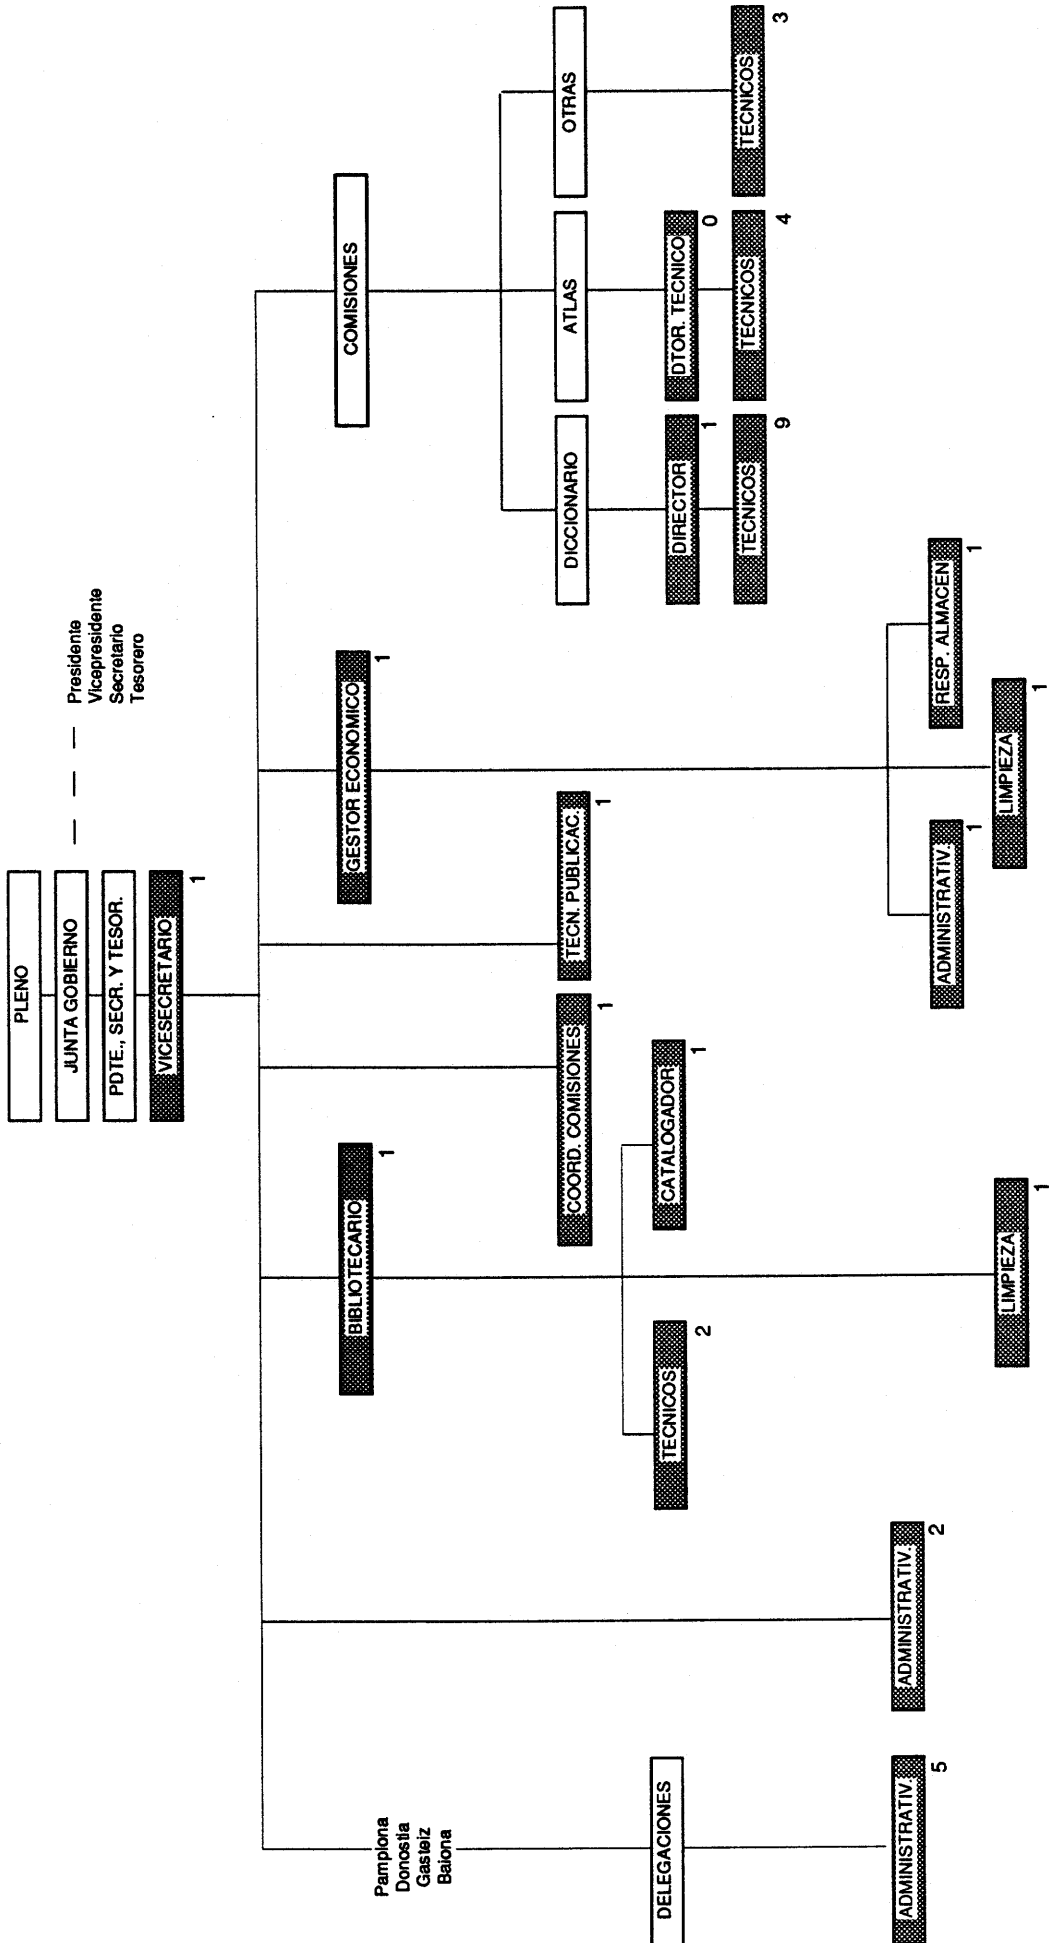 PLENO
JUNTA GOBIERNO
PDTE., SECR. Y TESOR.
VICESECRETARIO
1
Presidente
Vicepresidente
Secretario
Tesorero
Pamplona
Donostia
Gasteiz
Baiona
DELEGACIONES
ADMINISTRATIV.
5
ADMINISTRATIV.
2
BIBLIOTECARIO
1
TECNICOS
2
CATALOGADOR
1
LIMPIEZA
1
COORD. COMISIONES
1
TECN. PUBLICAC.
1
GESTOR ECONOMICO
1
ADMINISTRATIV.
1
RESP. ALMACEN
1
LIMPIEZA
1
COMISIONES
DICCIONARIO
DIRECTOR
1
TECNICOS
9
ATLAS
DTOR. TECNICO
0
TECNICOS
4
OTRAS
TECNICOS
3